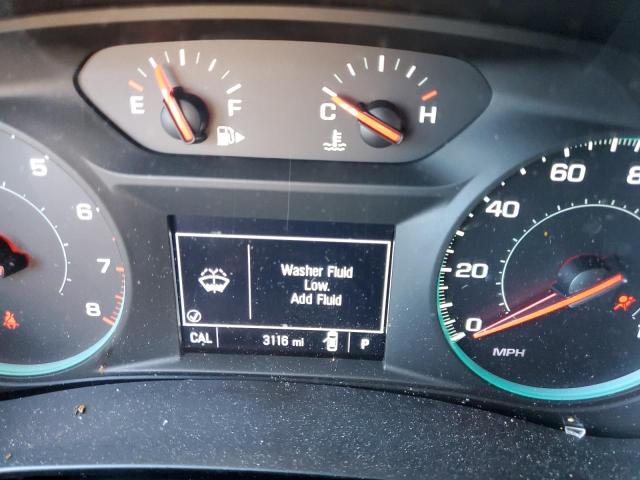 E F
C H
5
6
7
8
Washer Fluid
Low.
Add Fluid
CAL 3116 mi P
0
20
40
60
MPH